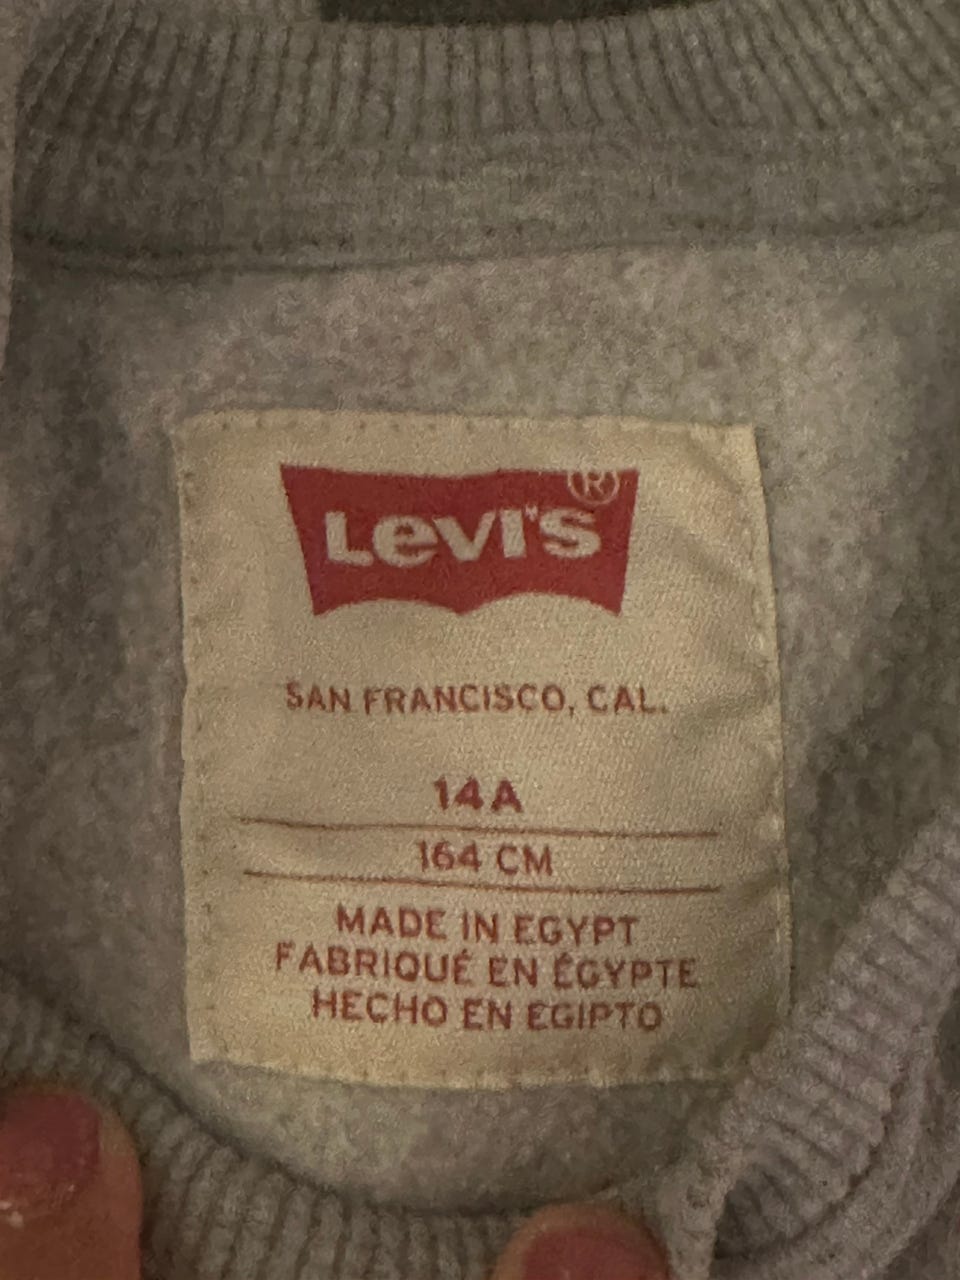 LEVI'S ®
SAN FRANCISCO, CAL.
14A
164 CM
MADE IN EGYPT
FABRIQUÉ EN ÉGYPTE
HECHO EN EGIPTO